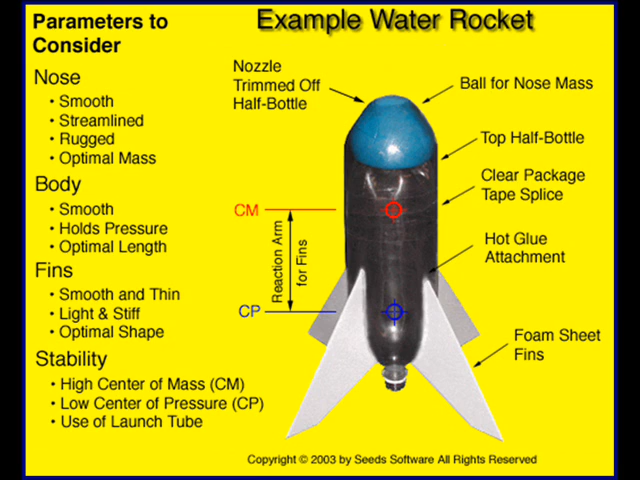 Parameters to
Consider
Nose
• Smooth
• Streamlined
• Rugged
• Optimal Mass
Body
• Smooth
• Holds Pressure
• Optimal Length
Fins
• Smooth and Thin
• Light & Stiff
• Optimal Shape
Stability
• High Center of Mass (CM)
• Low Center of Pressure (CP)
• Use of Launch Tube
Example Water Rocket
Nozzle
Trimmed Off
Half-Bottle
Ball for Nose Mass
Top Half-Bottle
Clear Package
Tape Splice
CM
Reaction Arm
for Fins
Hot Glue
Attachment
CP
Foam Sheet
Fins
Copyright © 2003 by Seeds Software All Rights Reserved